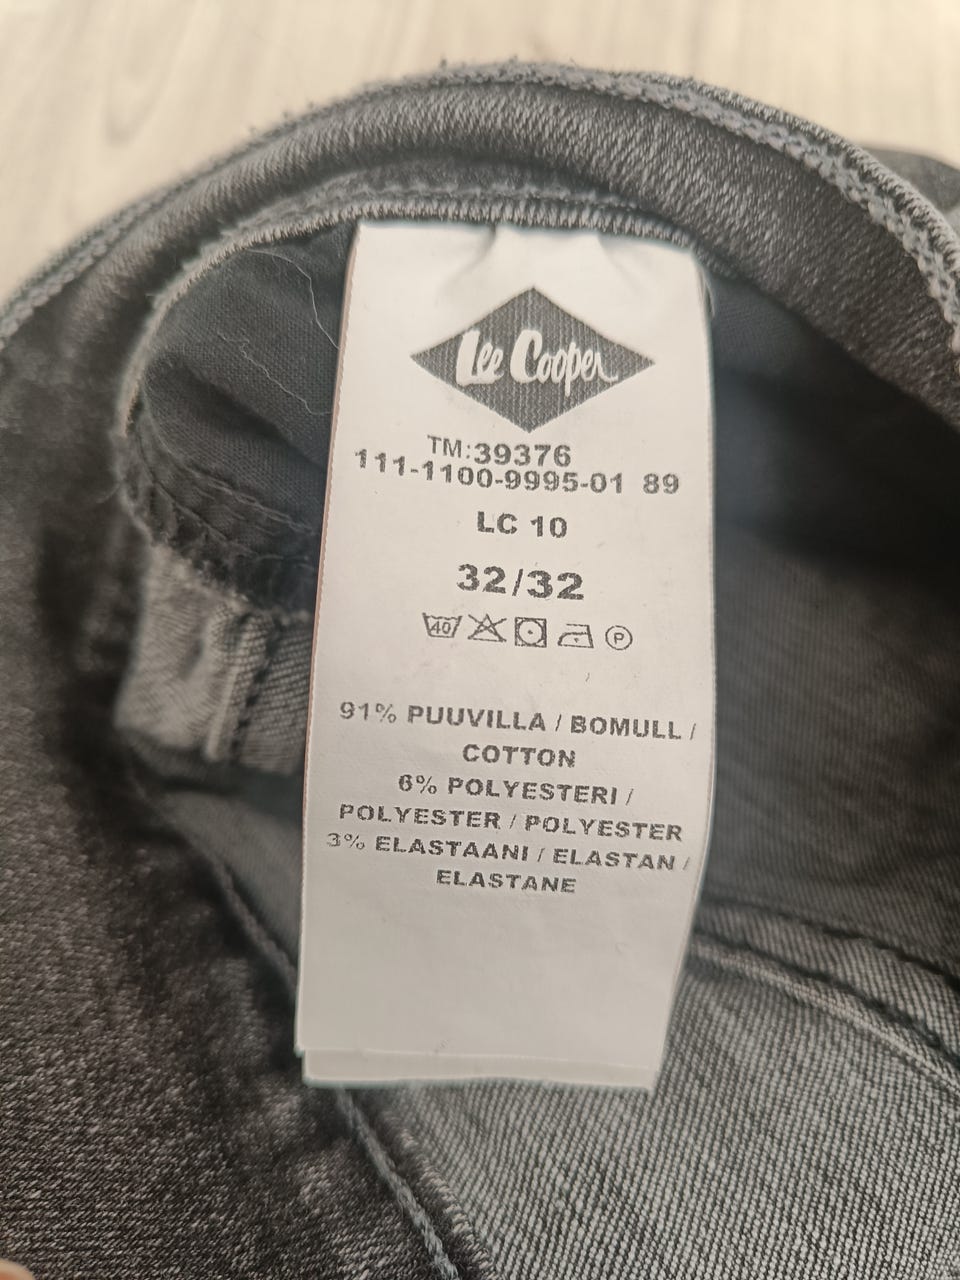 Lee Cooper
TM:39376
111-1100-9995-01 89
LC 10
32/32
40 P
91% PUUVILLA / BOMULL /
COTTON
6% POLYESTERI /
POLYESTER / POLYESTER
3% ELASTAANI / ELASTAN /
ELASTANE